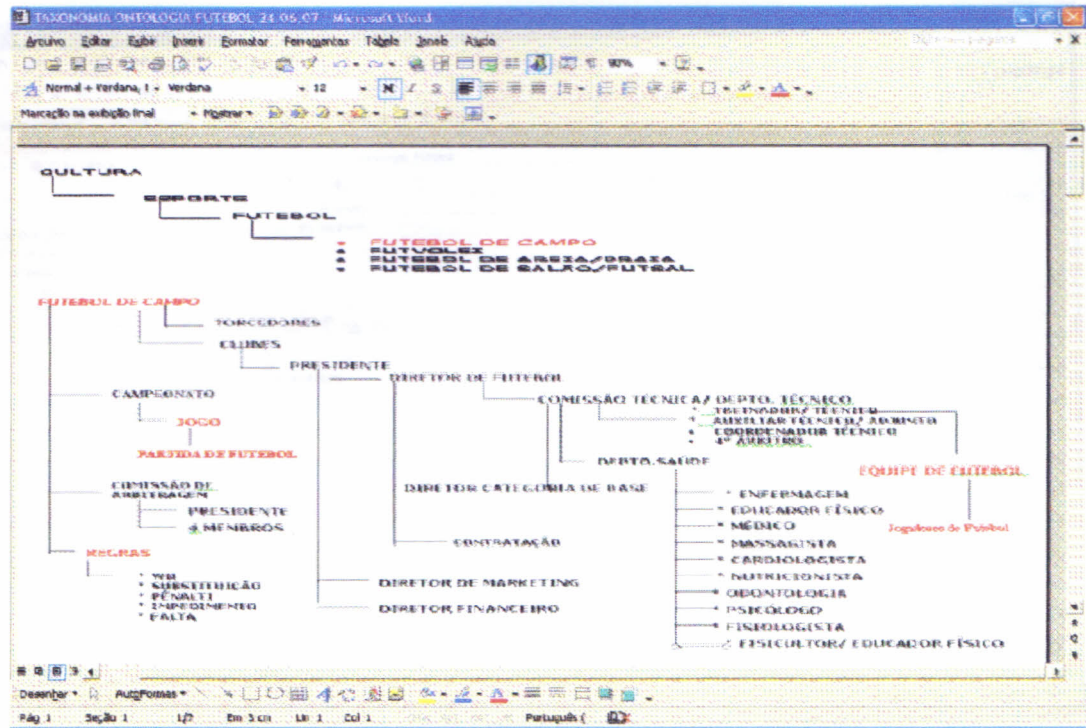 TAXONOMIA ONTOLOGIA FUTEBOL 24 06 07 Microsoft Word
Arquivo Editar Exibir Inserir Formatar Ferramentas Tabela Janela Ajuda
Normal + Verdana, 1 Verdana 12 N I S
Marcação na exibição final Mostrar
CULTURA
ESPORTE
FUTEBOL
FUTEBOL DE CAMPO
FUTVOLEI
FUTEBOL DE AREIA/PRAIA
FUTEBOL DE SALÃO/FUTSAL
FUTEBOL DE CAMPO
TORCEDORES
CLUBES
PRESIDENTE
DIRETOR DE FUTEBOL
COMISSÃO TÉCNICA/ DEPTO. TÉCNICO
* TREINADOR/ TÉCNICO
* AUXILIAR TÉCNICO/ ADJUNTO
COORDENADOR TÉCNICO
4º ÁRBITRO
CAMPEONATO
JOGO
PARTIDA DE FUTEBOL
DEPTO.SAÚDE
EQUIPE DE FUTEBOL
Jogadores de Futebol
COMISSÃO DE
ARBITRAGEM
PRESIDENTE
4 MEMBROS
DIRETOR CATEGORIA DE BASE
CONTRATAÇÃO
* ENFERMAGEM
* EDUCADOR FÍSICO
* MÉDICO
* MASSAGISTA
* CARDIOLOGISTA
* NUTRICIONISTA
* ODONTOLOGIA
* PSICÓLOGO
* FISIOLOGISTA
* FISICULTOR/ EDUCADOR FÍSICO
REGRAS
* SUBSTITUIÇÃO
* PÊNALTI
* IMPEDIMENTO
* FALTA
DIRETOR DE MARKETING
DIRETOR FINANCEIRO
Desenhar AutoFormas
Pág 1 Seção 1 1/7 Em 3 cm Lin 1 Col 1 Português (